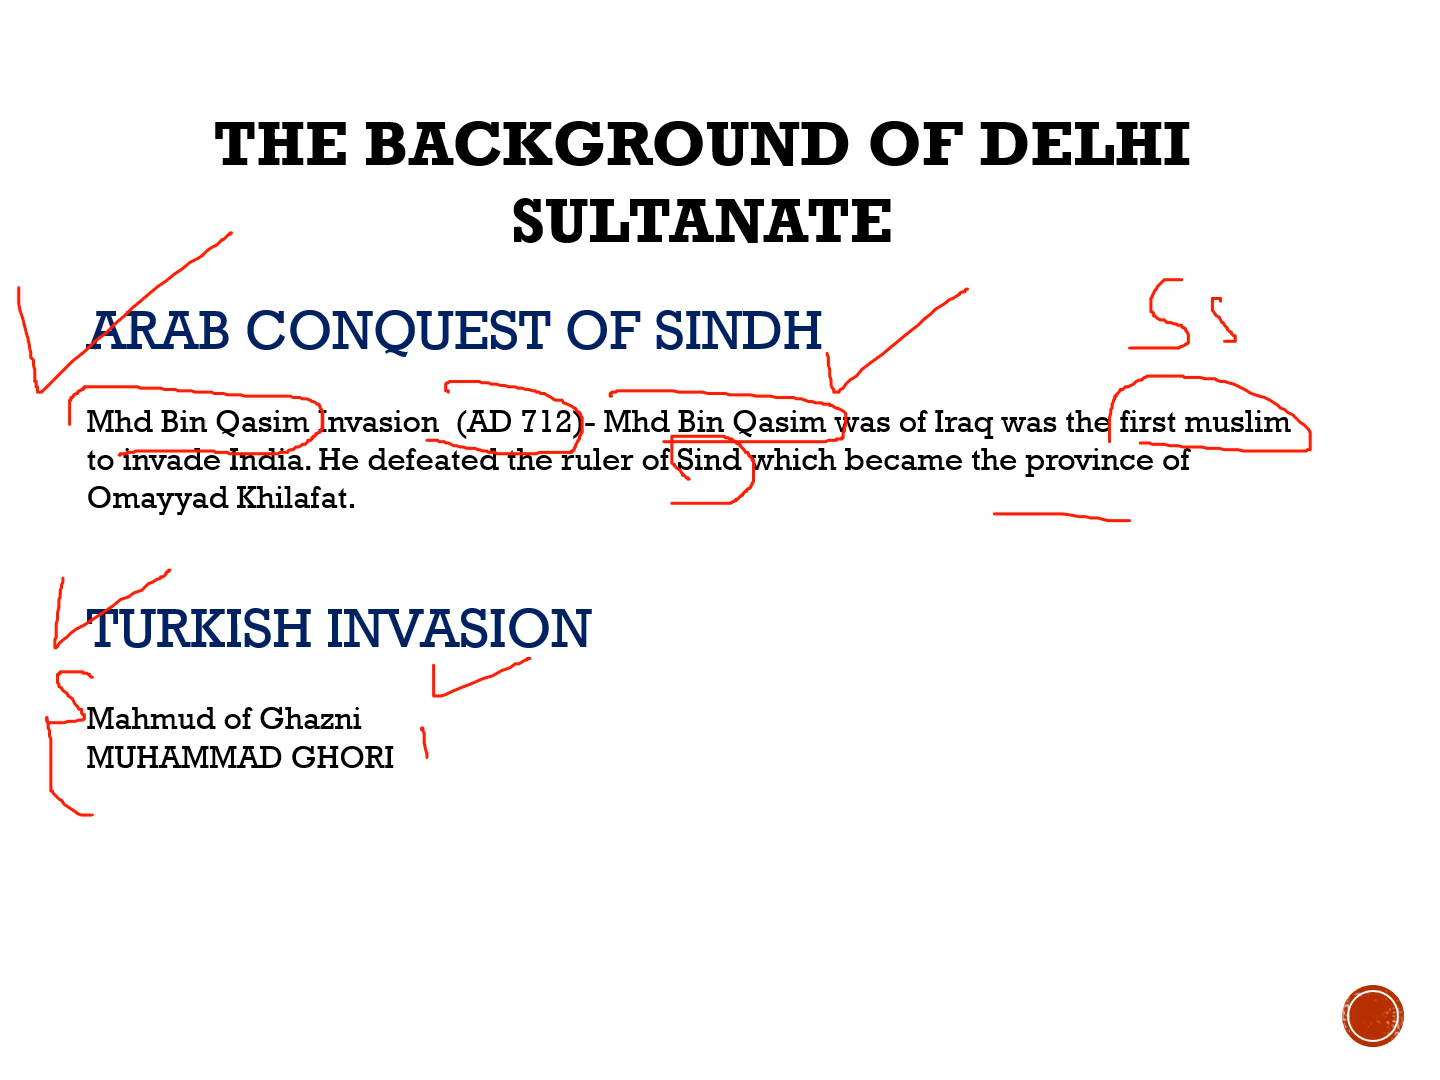 THE BACKGROUND OF DELHI
SULTANATE
ARAB CONQUEST OF SINDH
Mhd Bin Qasim Invasion (AD 712)- Mhd Bin Qasim was of Iraq was the first muslim
to invade India. He defeated the ruler of Sind which became the province of
Omayyad Khilafat.
TURKISH INVASION
Mahmud of Ghazni
MUHAMMAD GHORI